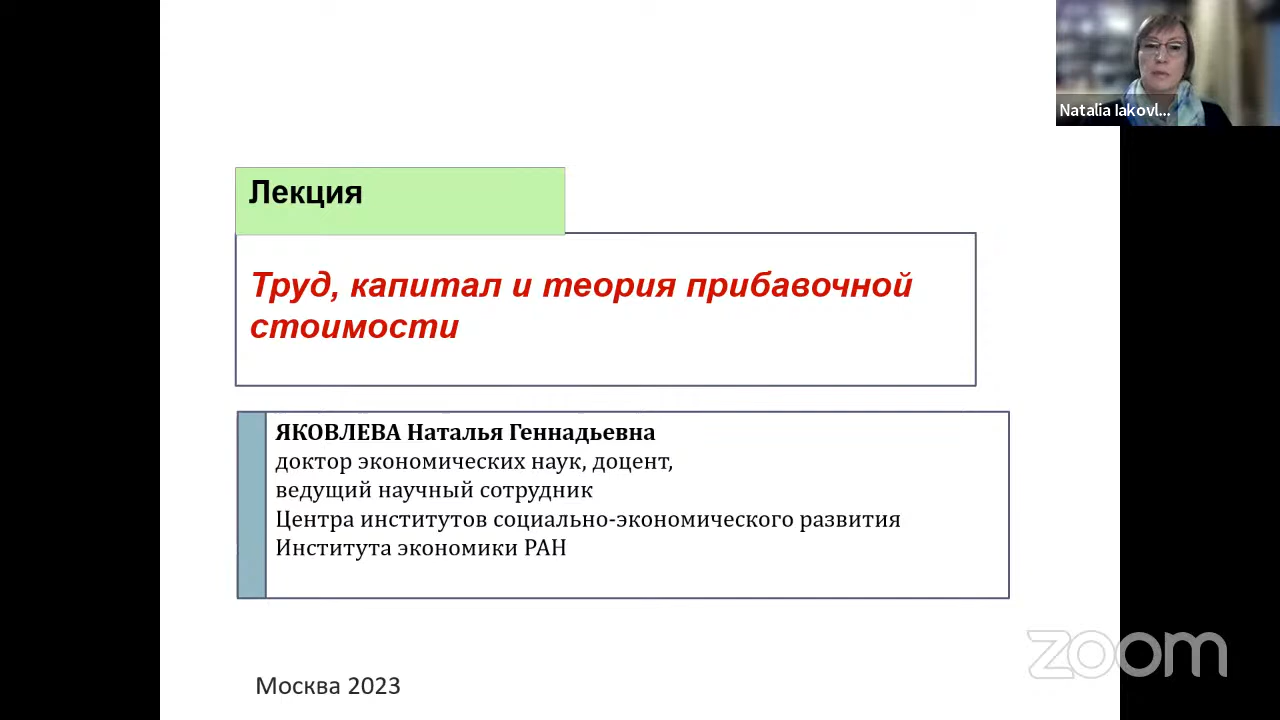 Natalia Iakovl...
Лекция
Труд, капитал и теория прибавочной
стоимости
ЯКОВЛЕВА Наталья Геннадьевна
доктор экономических наук, доцент,
ведущий научный сотрудник
Центра институтов социально-экономического развития
Института экономики РАН
zoom
Москва 2023